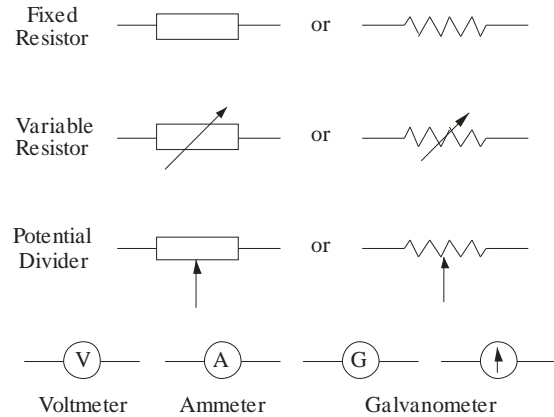 Fixed
Resistor
or
Variable
Resistor
or
Potential
Divider
or
V
A
G
Voltmeter
Ammeter
Galvanometer